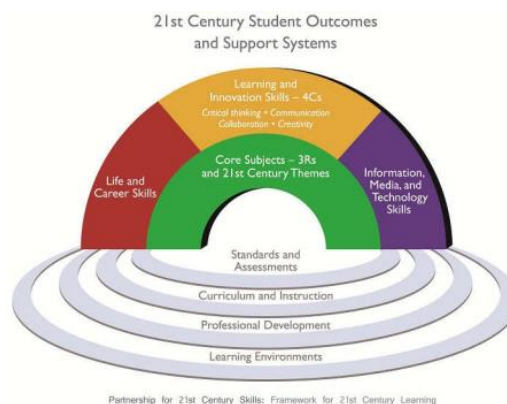 21st Century Student Outcomes
and Support Systems
Learning and
Innovation Skills – 4Cs
Critical thinking • Communication
Collaboration • Creativity
Core Subjects – 3Rs
and 21st Century Themes
Life and
Career Skills
Information,
Media, and
Technology
Skills
Standards and
Assessments
Curriculum and Instruction
Professional Development
Learning Environments
Partnership for 21st Century Skills: Framework for 21st Century Learning